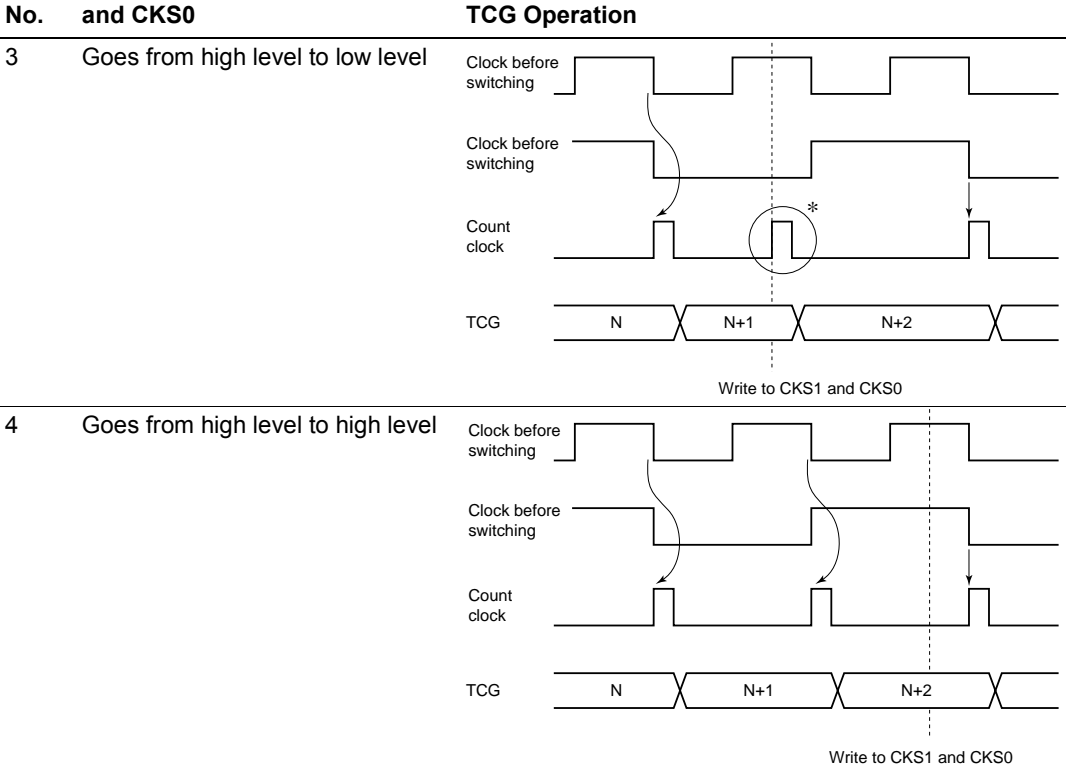 No. and CKS0 TCG Operation
3 Goes from high level to low level
Clock before
switching
Clock before
switching
*
Count
clock
TCG N N+1 N+2
Write to CKS1 and CKS0
4 Goes from high level to high level
Clock before
switching
Clock before
switching
Count
clock
TCG N N+1 N+2
Write to CKS1 and CKS0